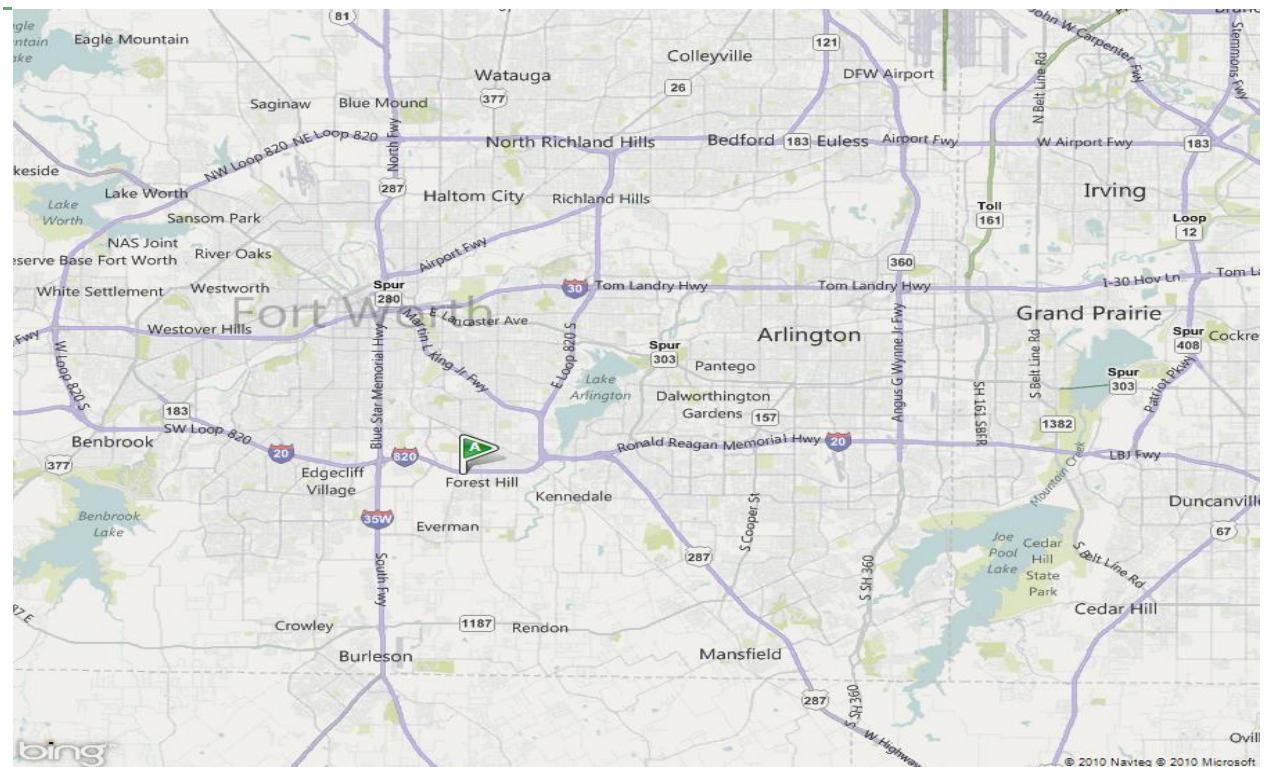 81
Eagle Mountain
121
John W Carpenter Fwy
Stemmons Fwy
Colleyville
DFW Airport
Watauga
26
377
N Belt Line Rd
Saginaw
Blue Mound
North Fwy
NW Loop 820
NE Loop 820
North Richland Hills
Bedford
183
Euless
Airport Fwy
W Airport Fwy
183
Lake Worth
287
Haltom City
Richland Hills
Irving
Lake
Worth
Sansom Park
Toll
161
Loop
12
NAS Joint
eserve Base Fort Worth
River Oaks
Airport Fwy
360
White Settlement
Westworth
Spur
280
30
Tom Landry Hwy
Tom Landry Hwy
I-30 Hov Ln
Fort Worth
E Lancaster Ave
Grand Prairie
Westover Hills
Martin L King Jr Fwy
Arlington
Spur
408
Cockre
Fwy
W Loop 820 S
Blue Star Memorial Hwy
E Loop 820 S
Spur
303
Pantego
Angus G Wynne Jr Fwy
S Belt Line Rd
Spur
303
Patriot Pkwy
Lake
Arlington
Dalworthington
Gardens
157
SH 161 SBFR
183
SW Loop 820
1382
Benbrook
377
20
820
A
Ronald Reagan Memorial Hwy
20
LBJ Fwy
Edgecliff
Village
Forest Hill
Kennedale
Mountain Creek
Duncanvill
Benbrook
Lake
35W
Everman
S Cooper St
67
287
Joe
Pool
Lake
Cedar
Hill
State
Park
S Belt Line Rd
South Fwy
S SH 360
Cedar Hill
Crowley
1187
Rendon
Burleson
Mansfield
287
S SH 360
W Highway
Ovil
bing
© 2010 Navteq © 2010 Microsoft